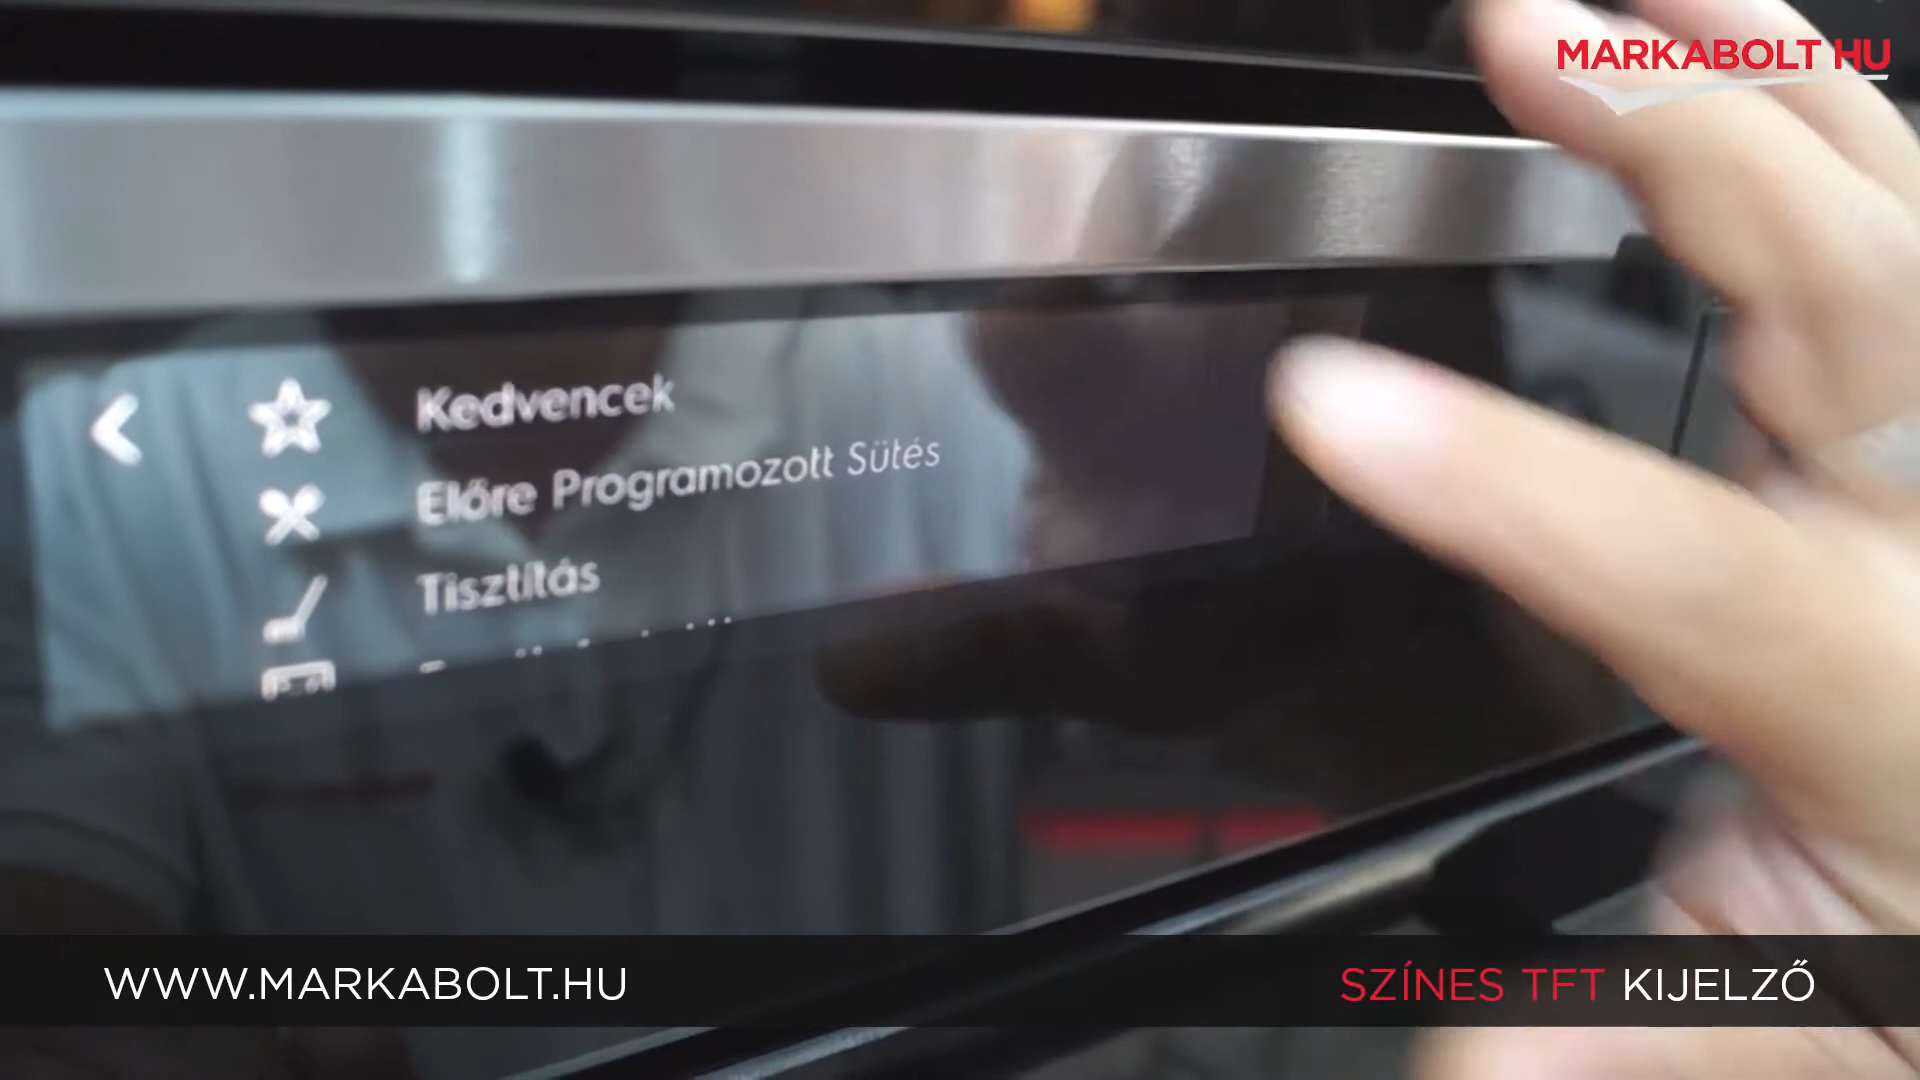 MARKABOLT HU
Kedvencek
Előre Programozott Sütés
Tisztítás
WWW.MARKABOLT.HU
SZÍNES TFT KIJELZŐ